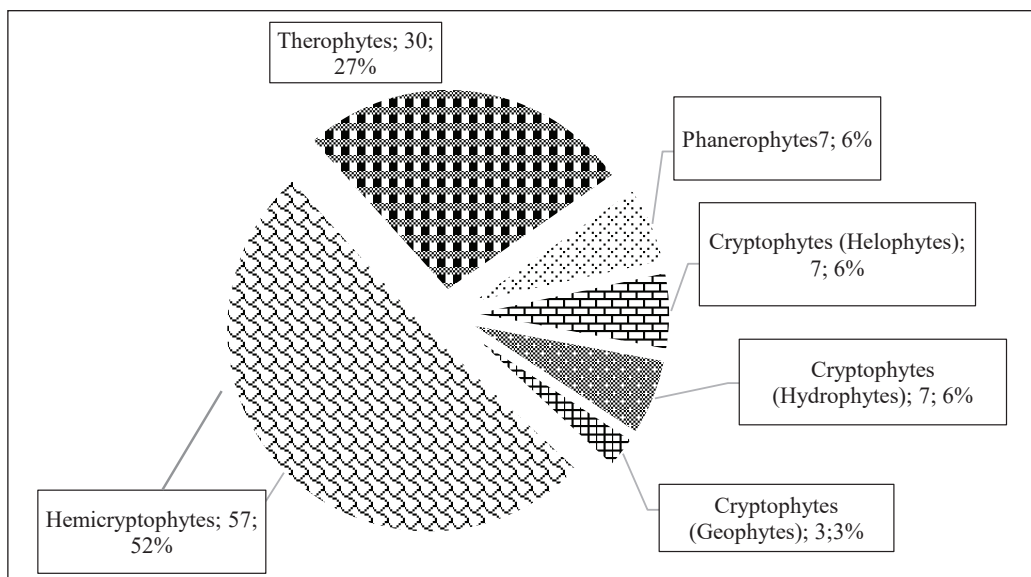 Therophytes; 30;
27%
Phanerophytes7; 6%
Cryptophytes (Helophytes);
7; 6%
Cryptophytes
(Hydrophytes); 7; 6%
Cryptophytes
(Geophytes); 3;3%
Hemicryptophytes; 57;
52%